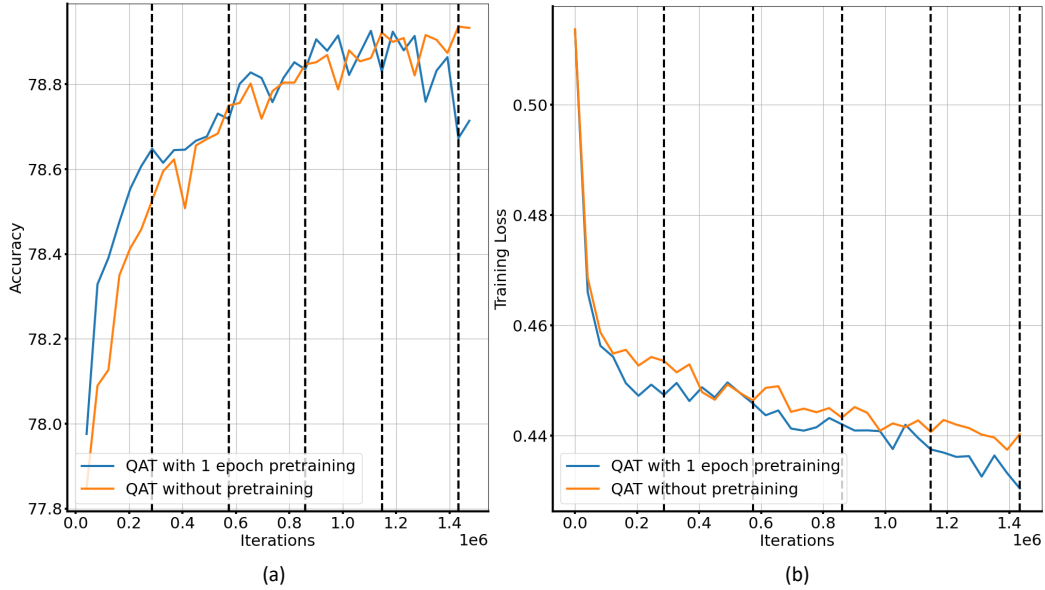 78.8
78.6
78.4
78.2
78.0
77.8
Accuracy
QAT with 1 epoch pretraining
QAT without pretraining
0.0 0.2 0.4 0.6 0.8 1.0 1.2 1.4
Iterations
1e6
(a)
0.50
0.48
0.46
0.44
Training Loss
QAT with 1 epoch pretraining
QAT without pretraining
0.0 0.2 0.4 0.6 0.8 1.0 1.2 1.4
Iterations
1e6
(b)